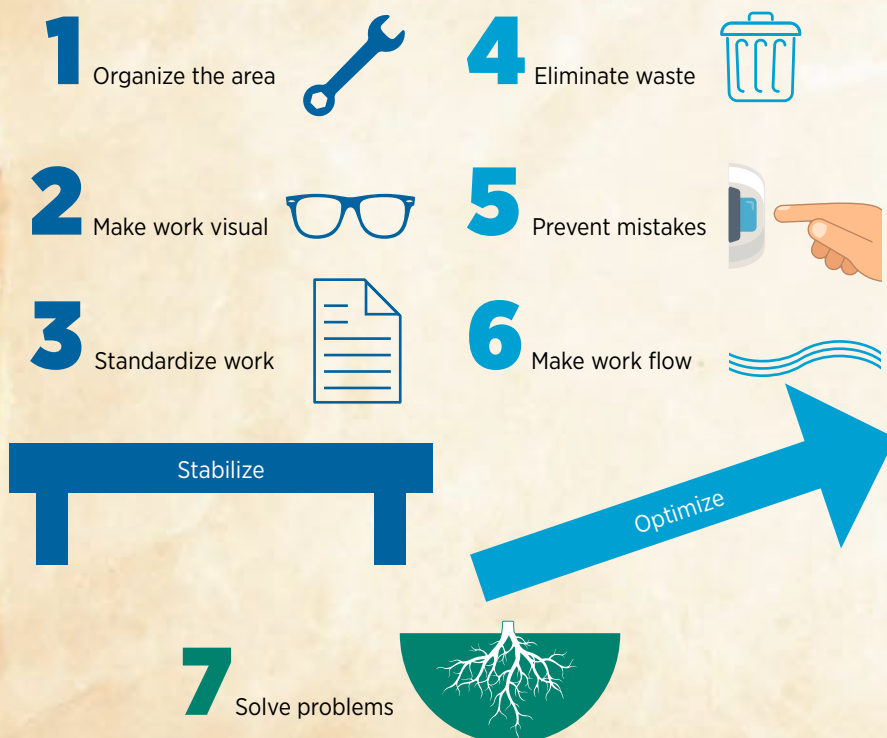 1 Organize the area
2 Make work visual
3 Standardize work
Stabilize
4 Eliminate waste
5 Prevent mistakes
6 Make work flow
Optimize
7 Solve problems